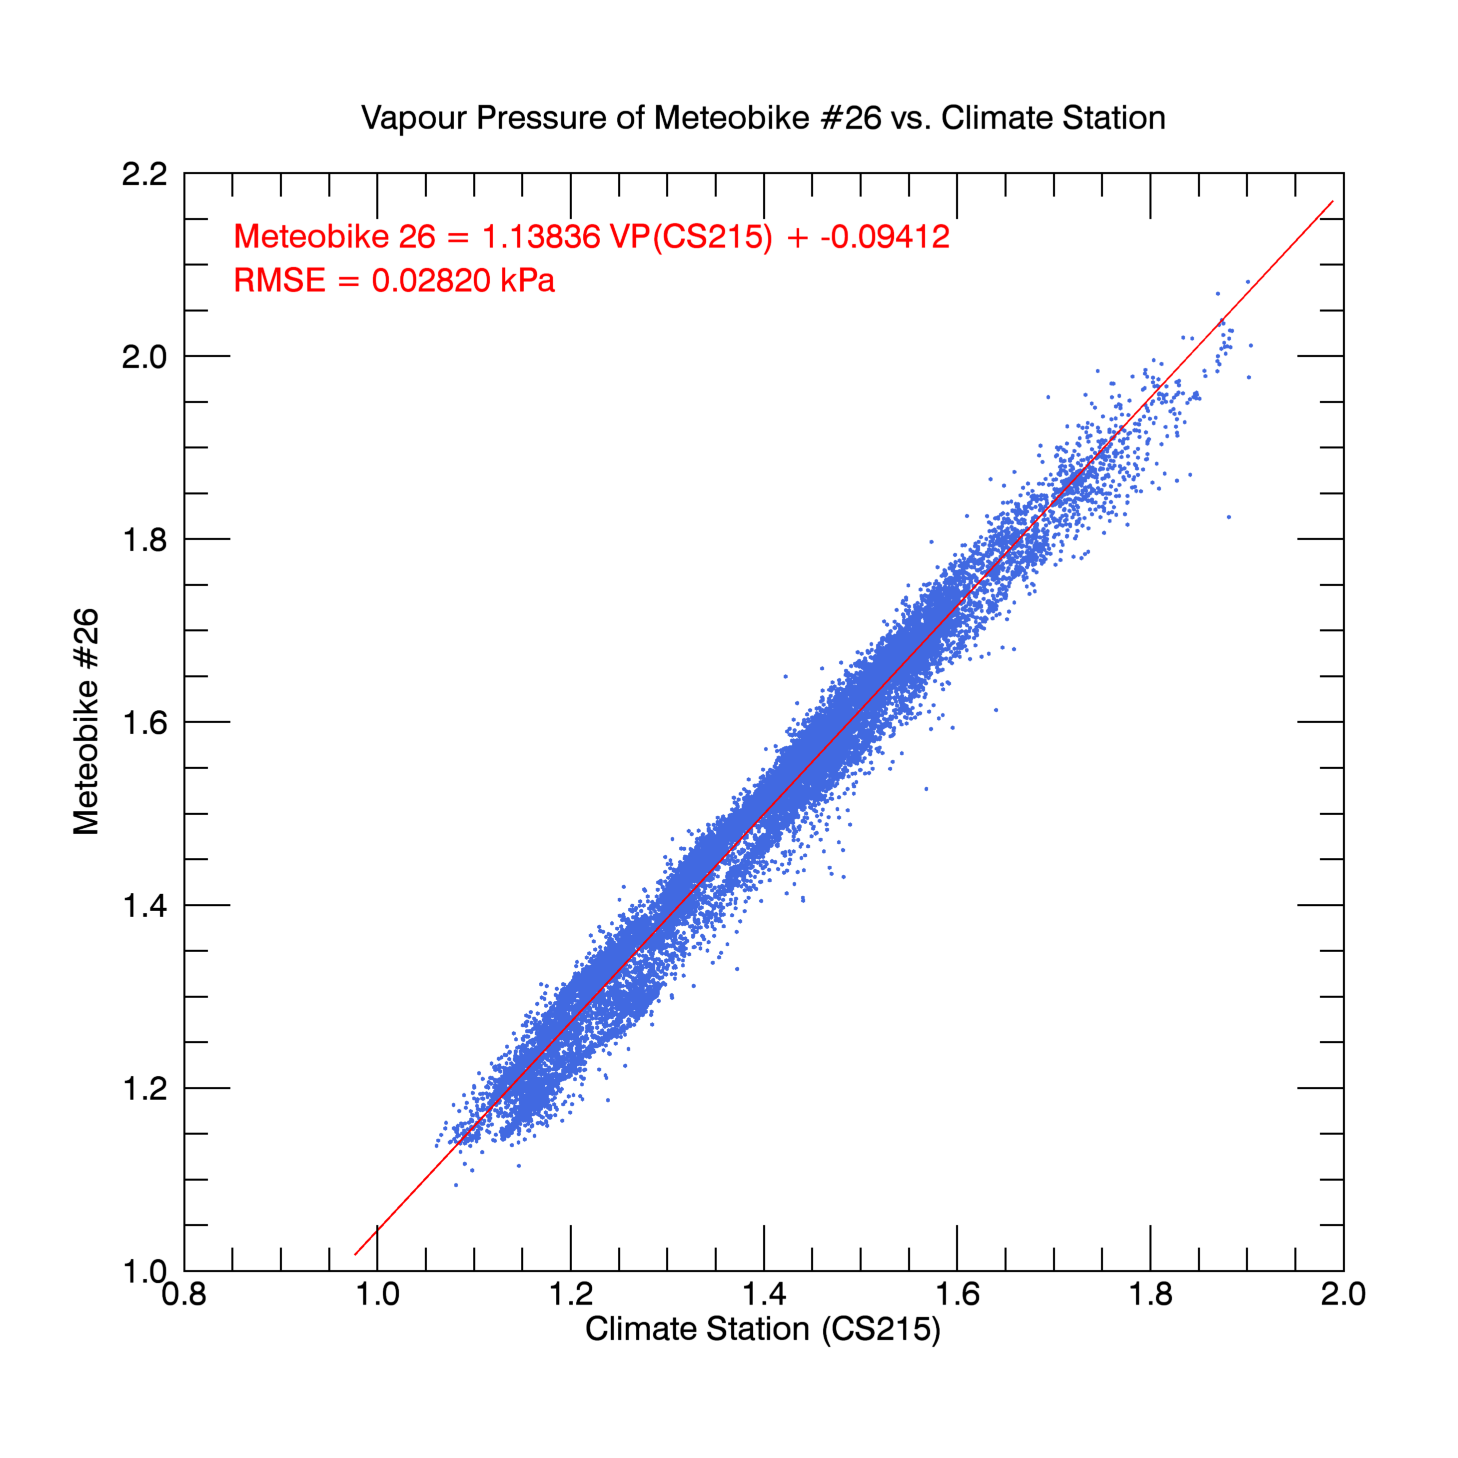 Vapour Pressure of Meteobike #26 vs. Climate Station
Meteobike 26 = 1.13836 VP(CS215) + -0.09412
RMSE = 0.02820 kPa
2.2
2.0
1.8
1.6
1.4
1.2
1.0
Meteobike #26
0.8 1.0 1.2 1.4 1.6 1.8 2.0
Climate Station (CS215)